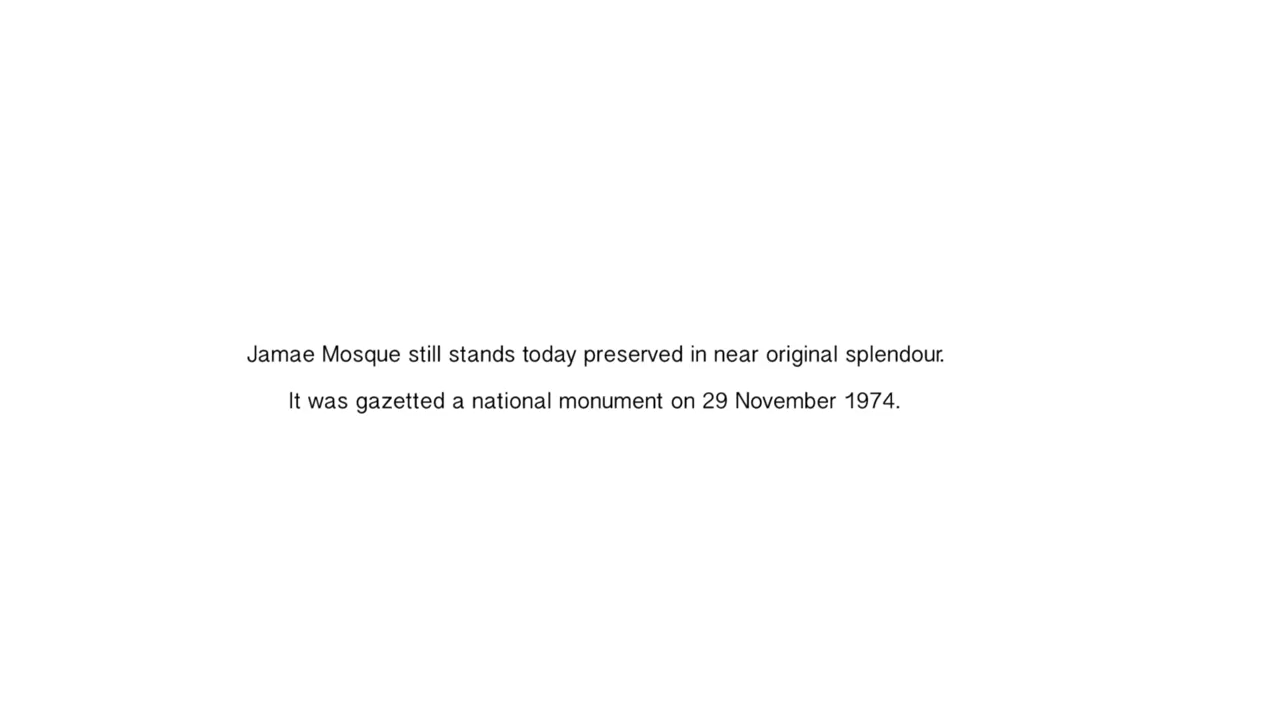 Jamae Mosque still stands today preserved in near original splendour.
It was gazetted a national monument on 29 November 1974.